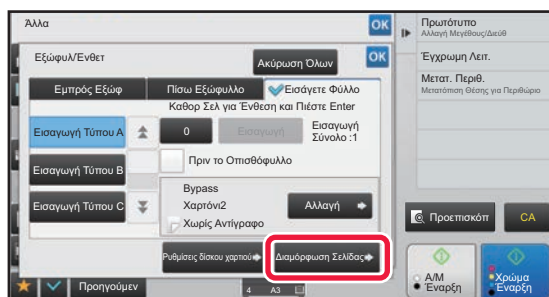 Άλλα
OK
Πρωτότυπο
Αλλαγή Μεγέθους/Διεύθ
Εξώφυλ/Ένθετ
Ακύρωση Όλων
OK
Έγχρωμη Λειτ.
Μετατ. Περιθ.
Μετατόπιση Θέσης για Περιθώριο
Εμπρός Εξώφ
Πίσω Εξώφυλλο
Εισάγετε Φύλλο
Καθορ Σελ για Ένθεση και Πιέστε Enter
Εισαγωγή Τύπου A
0
Εισαγωγή
Εισαγωγή
Σύνολο :1
Εισαγωγή Τύπου B
Πριν το Οπισθόφυλλο
Εισαγωγή Τύπου C
Bypass
Χαρτόνι2
Χωρίς Αντίγραφο
Αλλαγή
Προεπισκόπ
CA
Ρυθμίσεις δίσκου χαρτιού
Διαμόρφωση Σελίδας
Προηγούμεν
4
A3
Α/Μ
Έναρξη
Χρώμα
Έναρξη